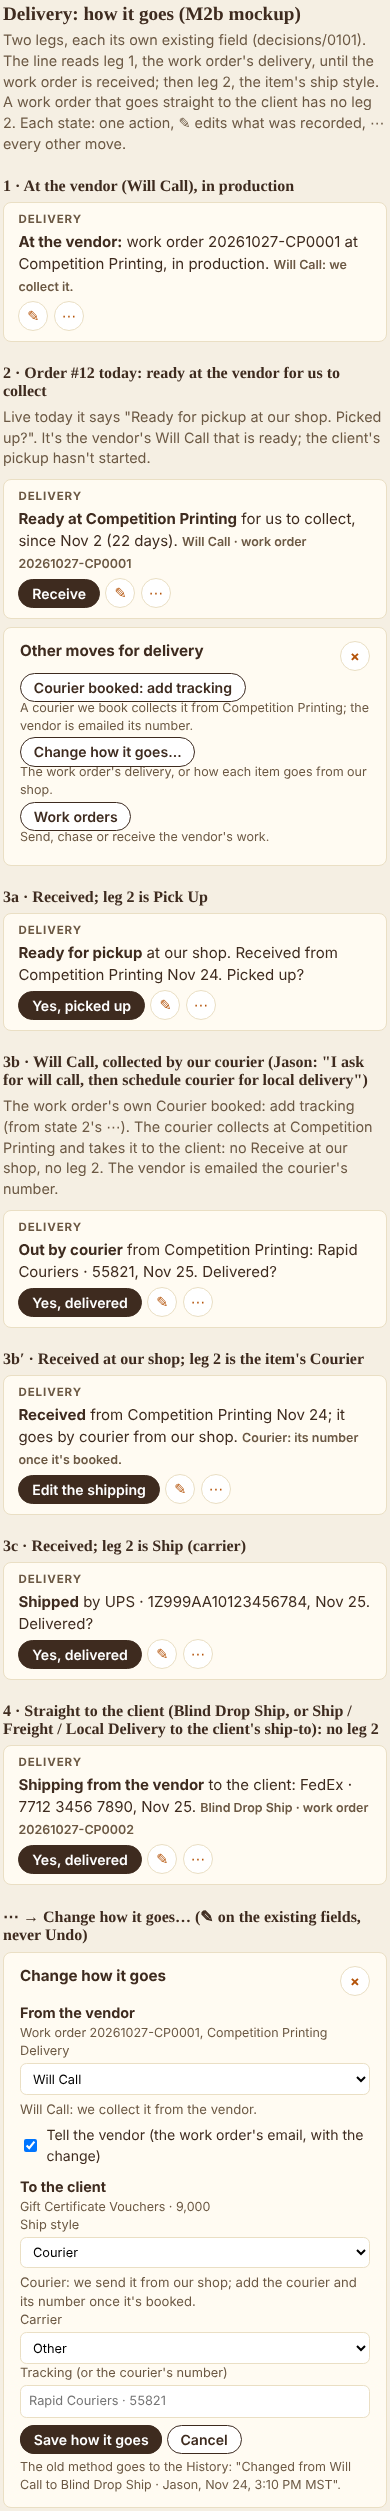 Delivery: how it goes (M2b mockup)
Two legs, each its own existing field (decisions/0101).
The line reads leg 1, the work order's delivery, until the
work order is received; then leg 2, the item's ship style.
A work order that goes straight to the client has no leg
2. Each state: one action, ✎ edits what was recorded, ⋯
every other move.
1 · At the vendor (Will Call), in production
DELIVERY
At the vendor: work order 20261027-CP0001 at
Competition Printing, in production. Will Call: we
collect it.
✎ ⋯
2 · Order #12 today: ready at the vendor for us to
collect
Live today it says "Ready for pickup at our shop. Picked
up?". It's the vendor's Will Call that is ready; the client's
pickup hasn't started.
DELIVERY
Ready at Competition Printing for us to collect,
since Nov 2 (22 days). Will Call · work order
20261027-CP0001
Receive ✎ ⋯
Other moves for delivery ×
Courier booked: add tracking
A courier we book collects it from Competition Printing; the
vendor is emailed its number.
Change how it goes…
The work order's delivery, or how each item goes from our
shop.
Work orders
Send, chase or receive the vendor's work.
3a · Received; leg 2 is Pick Up
DELIVERY
Ready for pickup at our shop. Received from
Competition Printing Nov 24. Picked up?
Yes, picked up ✎ ⋯
3b · Will Call, collected by our courier (Jason: "I ask
for will call, then schedule courier for local delivery")
The work order's own Courier booked: add tracking
(from state 2's ⋯). The courier collects at Competition
Printing and takes it to the client: no Receive at our
shop, no leg 2. The vendor is emailed the courier's
number.
DELIVERY
Out by courier from Competition Printing: Rapid
Couriers · 55821, Nov 25. Delivered?
Yes, delivered ✎ ⋯
3b′ · Received at our shop; leg 2 is the item's Courier
DELIVERY
Received from Competition Printing Nov 24; it
goes by courier from our shop. Courier: its number
once it's booked.
Edit the shipping ✎ ⋯
3c · Received; leg 2 is Ship (carrier)
DELIVERY
Shipped by UPS · 1Z999AA10123456784, Nov 25.
Delivered?
Yes, delivered ✎ ⋯
4 · Straight to the client (Blind Drop Ship, or Ship /
Freight / Local Delivery to the client's ship-to): no leg 2
DELIVERY
Shipping from the vendor to the client: FedEx ·
7712 3456 7890, Nov 25. Blind Drop Ship · work order
20261027-CP0002
Yes, delivered ✎ ⋯
⋯ → Change how it goes… (✎ on the existing fields,
never Undo)
Change how it goes ×
From the vendor
Work order 20261027-CP0001, Competition Printing
Delivery
Will Call
Will Call: we collect it from the vendor.
Tell the vendor (the work order's email, with the
change)
To the client
Gift Certificate Vouchers · 9,000
Ship style
Courier
Courier: we send it from our shop; add the courier and
its number once it's booked.
Carrier
Other
Tracking (or the courier's number)
Rapid Couriers · 55821
Save how it goes Cancel
The old method goes to the History: "Changed from Will
Call to Blind Drop Ship · Jason, Nov 24, 3:10 PM MST".